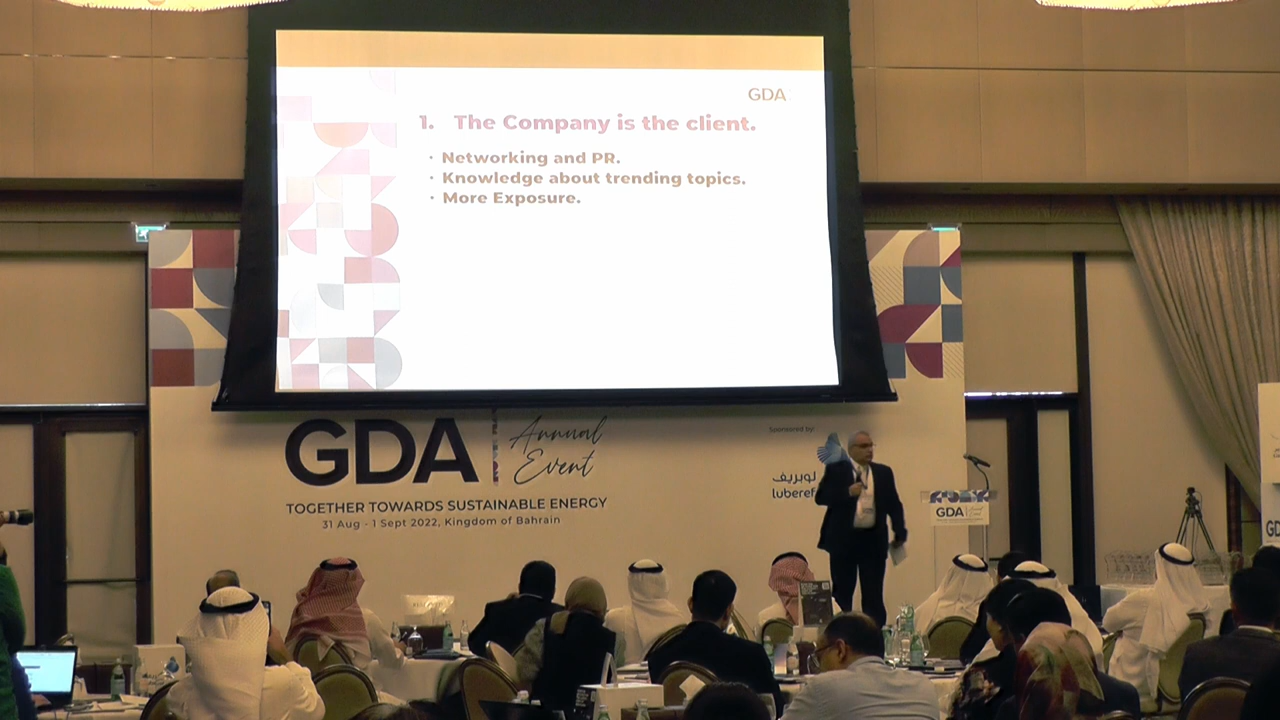 GDA
1. The Company is the client.
· Networking and PR.
· Knowledge about trending topics.
· More Exposure.
GDA Annual Event
TOGETHER TOWARDS SUSTAINABLE ENERGY
31 Aug - 1 Sept 2022, Kingdom of Bahrain
Sponsored by:
لوبريف
luberef
GDA